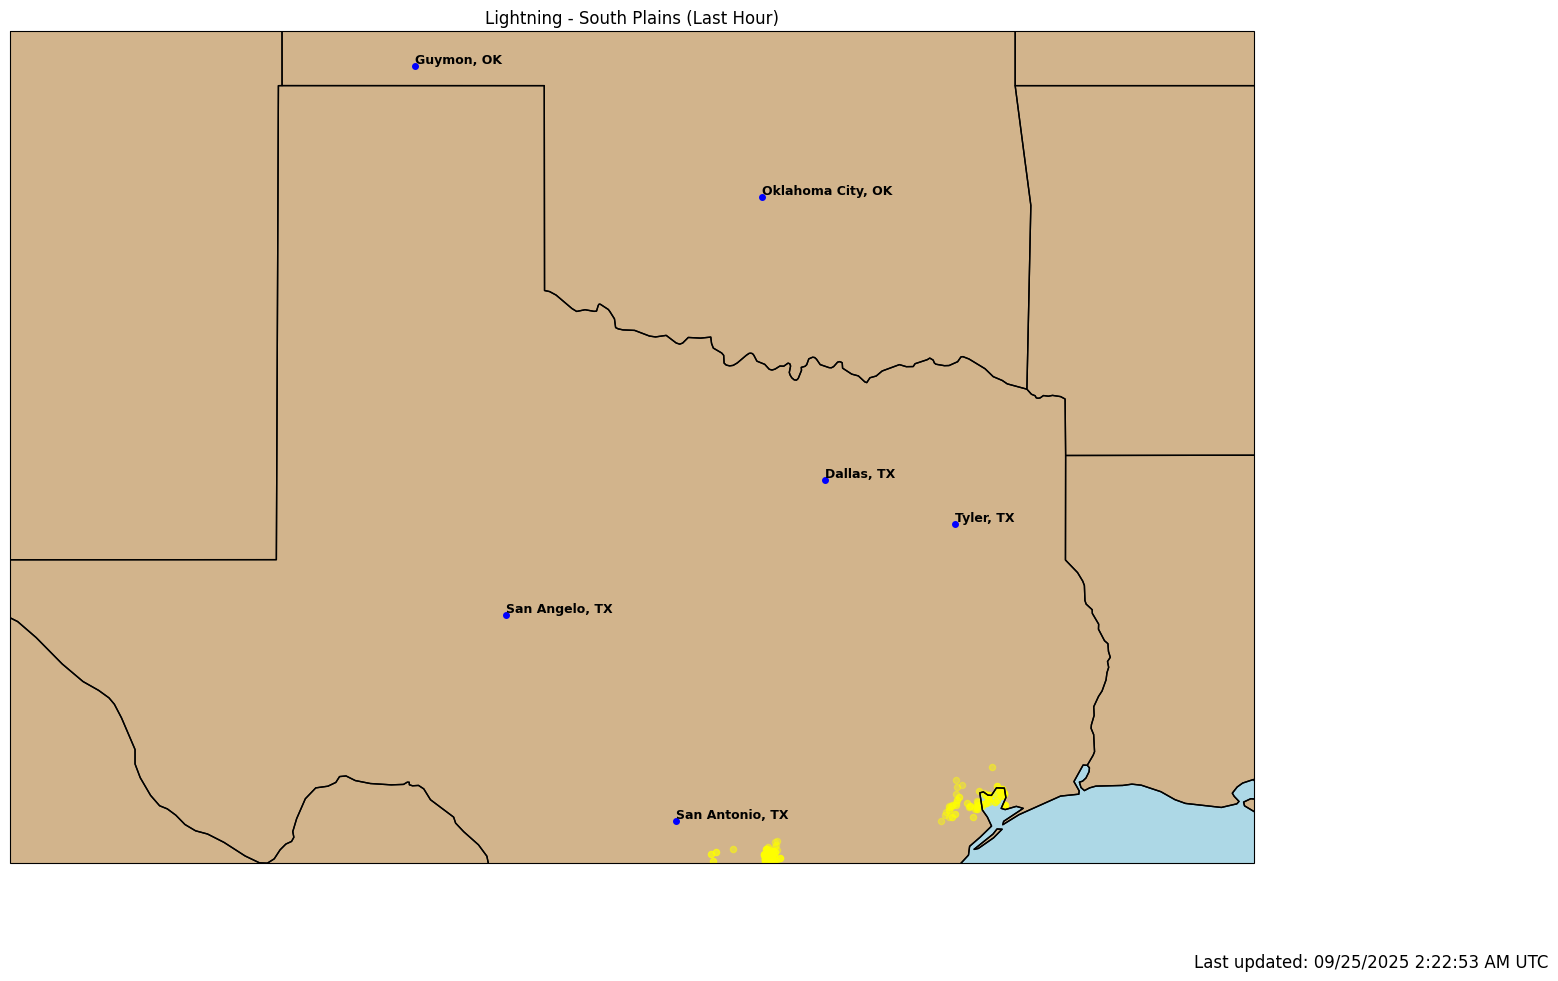 Lightning - South Plains (Last Hour)
Guymon, OK
Oklahoma City, OK
Dallas, TX
Tyler, TX
San Angelo, TX
San Antonio, TX
Last updated: 09/25/2025 2:22:53 AM UTC